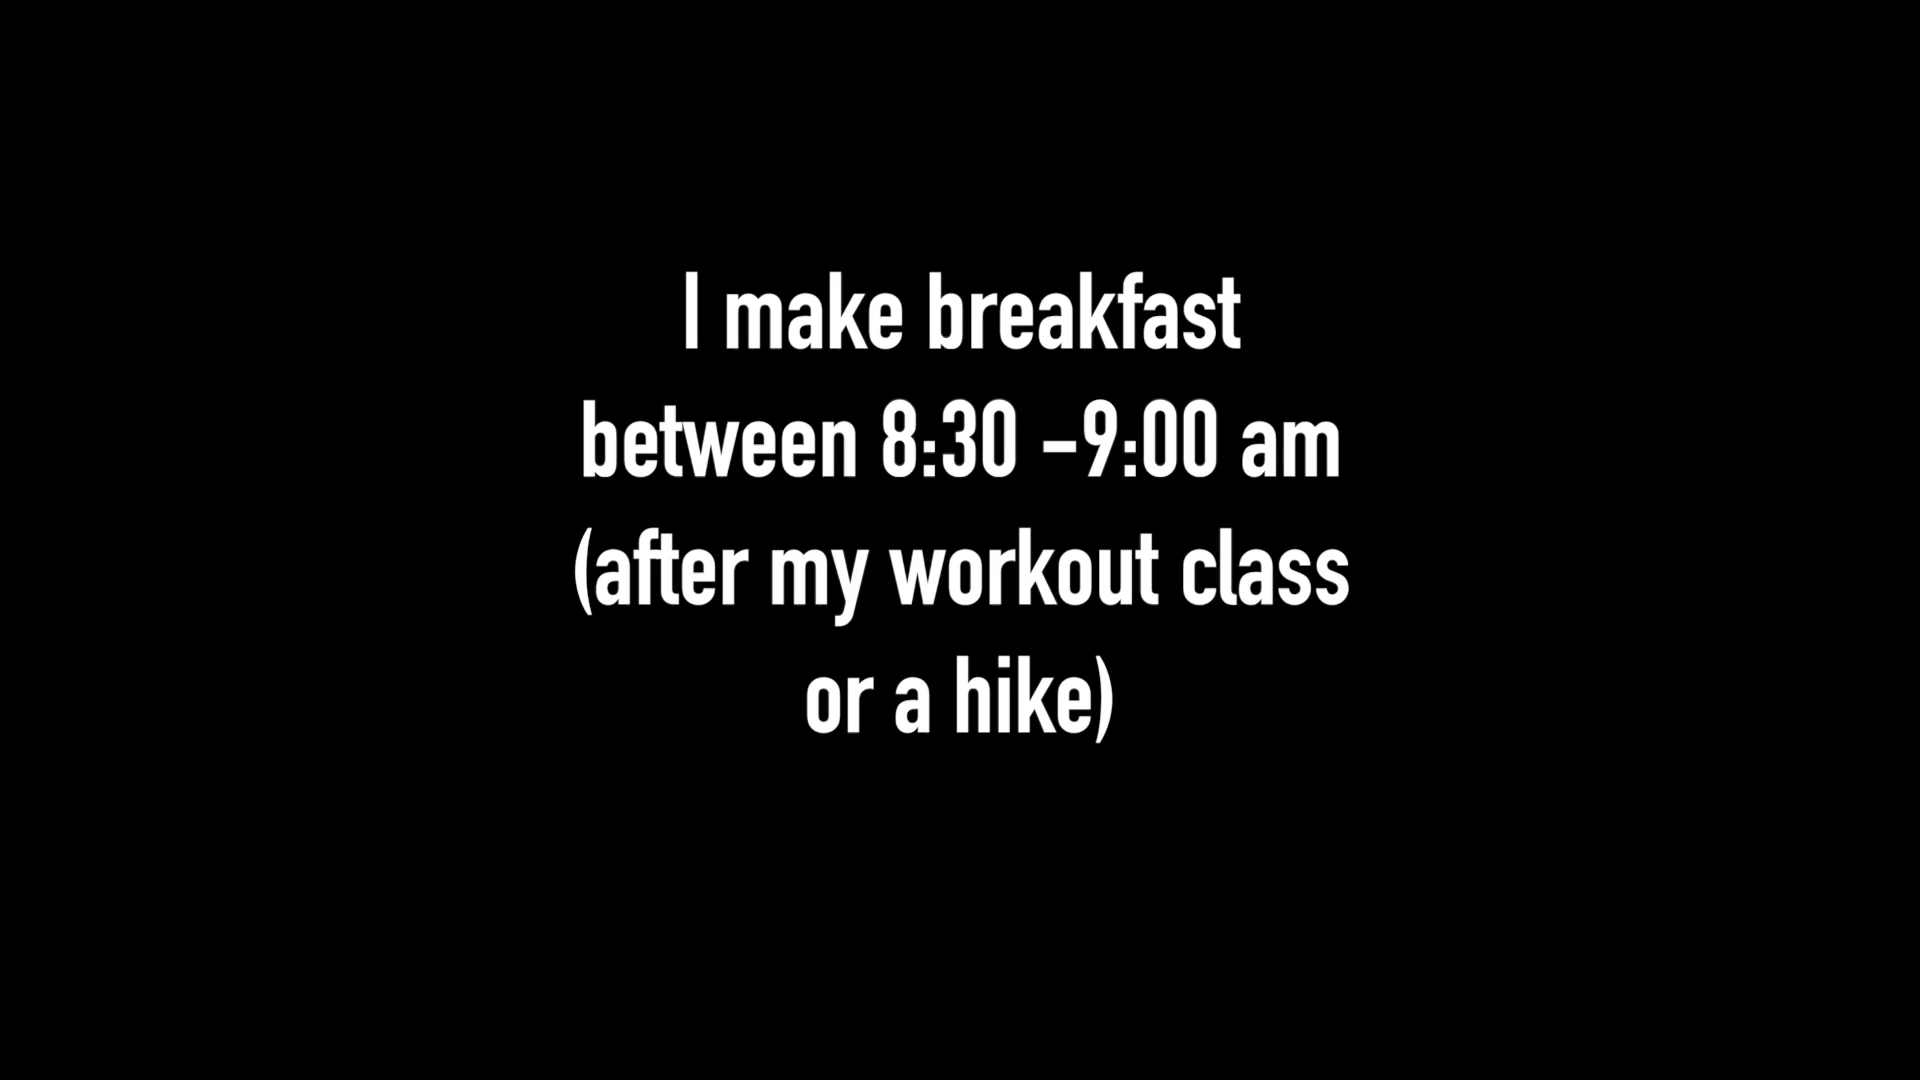 I make breakfast
between 8:30 -9:00 am
(after my workout class
or a hike)